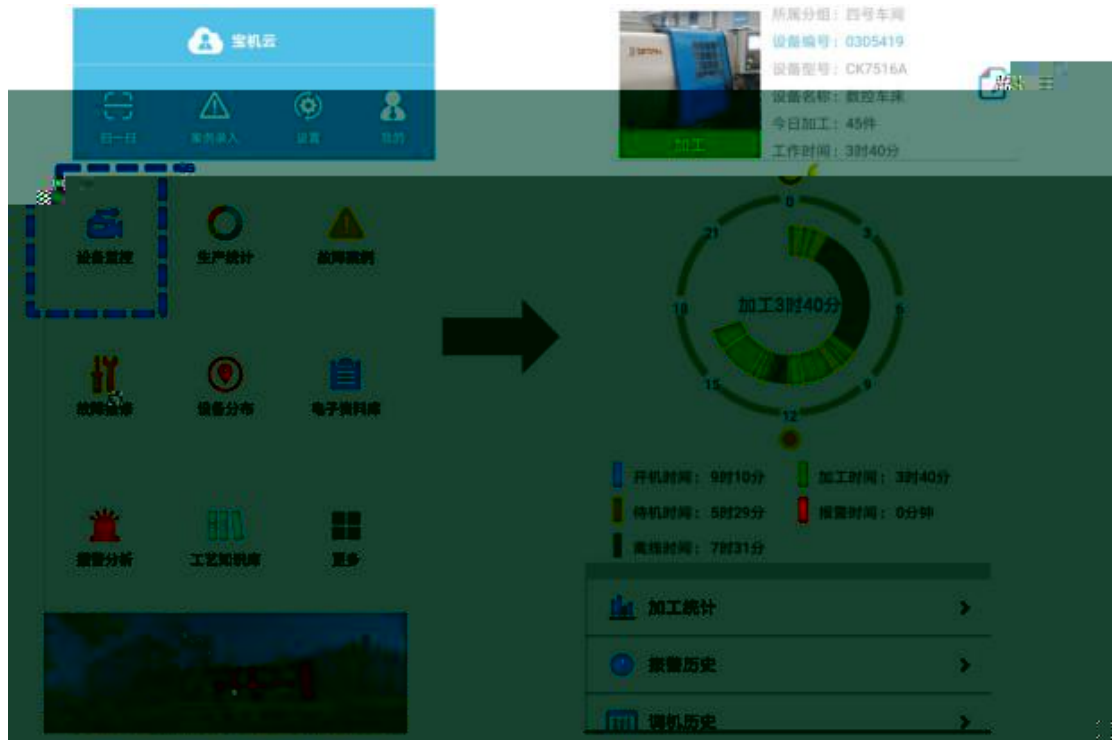 宝机云
扫一扫
案例录入
设置
我的
设备监控
生产统计
故障案例
故障报修
设备分布
电子资料库
报警分析
工艺知识库
更多
所属分组：四号车间
设备编号：0305419
设备型号：CK7516A
设备名称：数控车床
今日加工：45件
工作时间：3时40分
加工
0
3
6
9
12
15
18
21
加工3时40分
开机时间：9时10分
加工时间：3时40分
待机时间：5时29分
报警时间：0分钟
离线时间：7时31分
加工统计
报警历史
调机历史